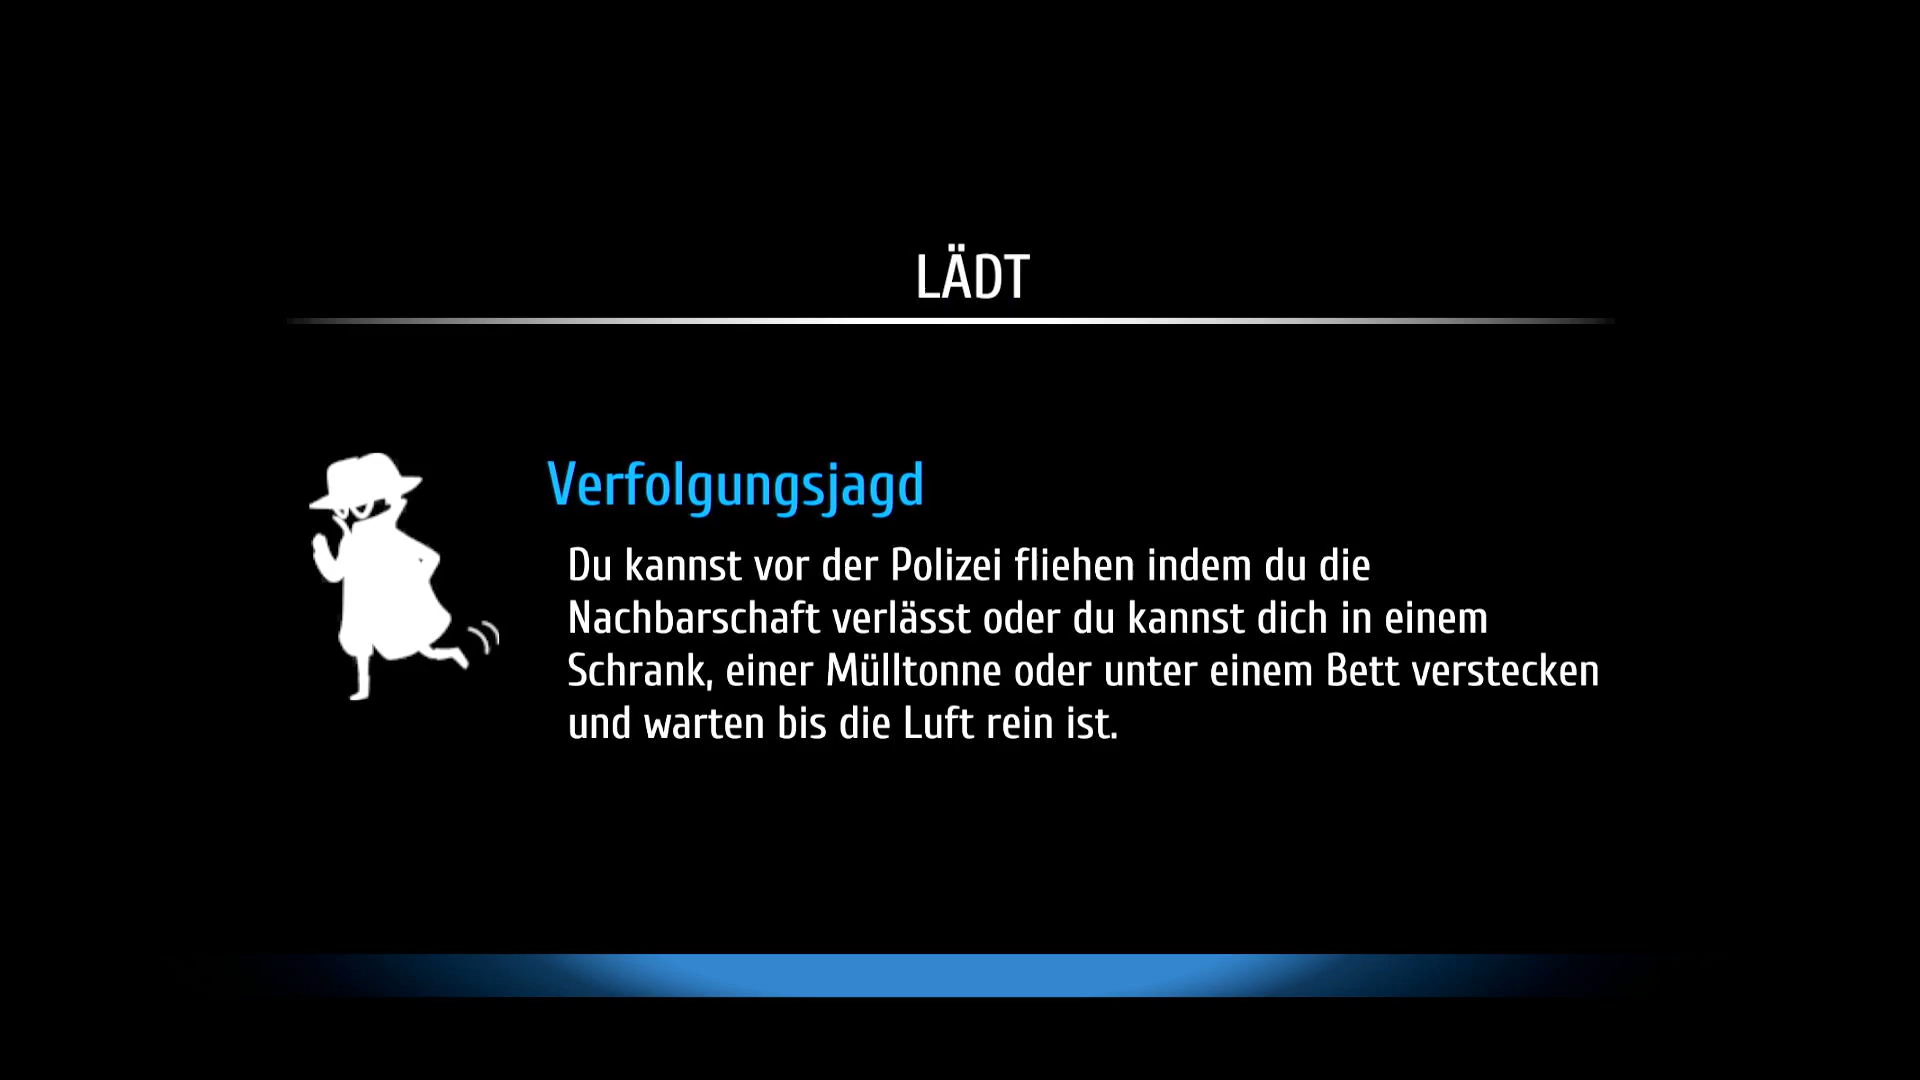 LÄDT
Verfolgungsjagd
Du kannst vor der Polizei fliehen indem du die
Nachbarschaft verlässt oder du kannst dich in einem
Schrank, einer Mülltonne oder unter einem Bett verstecken
und warten bis die Luft rein ist.